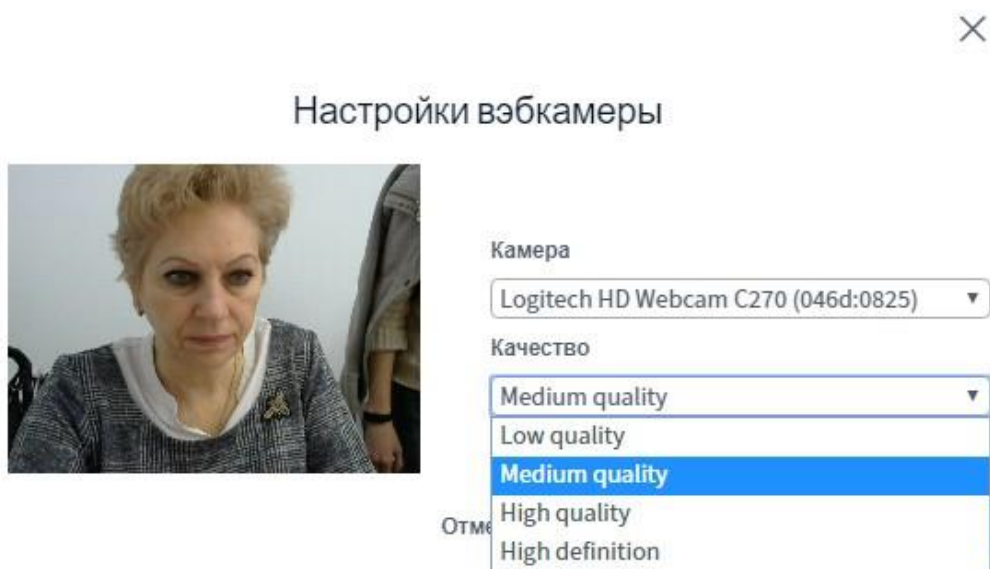 Настройки вэбкамеры
Камера
Logitech HD Webcam C270 (046d:0825)
Качество
Medium quality
Low quality
Medium quality
High quality
High definition
Отме